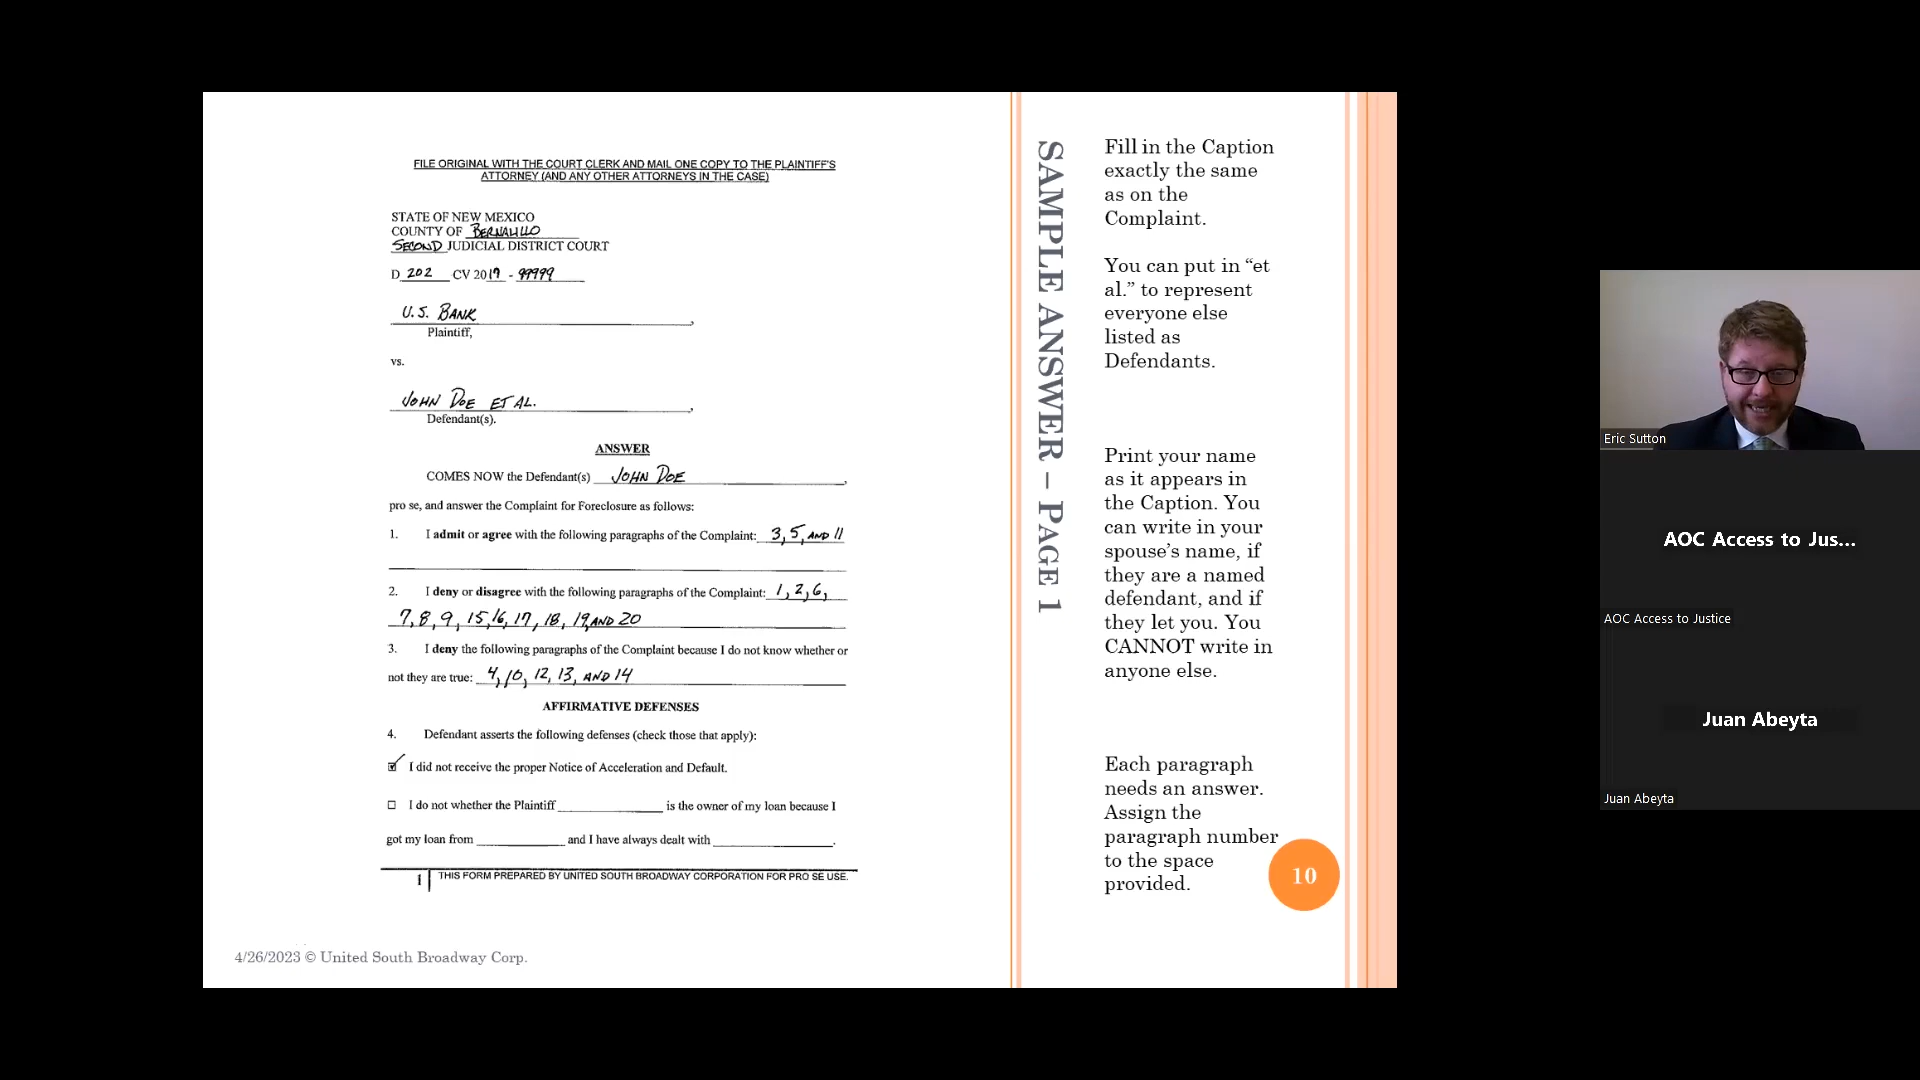 FILE ORIGINAL WITH THE COURT CLERK AND MAIL ONE COPY TO THE PLAINTIFF'S
ATTORNEY (AND ANY OTHER ATTORNEYS IN THE CASE)
STATE OF NEW MEXICO
COUNTY OF BERNALILLO
SECOND JUDICIAL DISTRICT COURT
D 202 CV 2019 - 99999
U.S. BANK,
Plaintiff,
vs.
JOHN DOE ET AL.,
Defendant(s).
ANSWER
COMES NOW the Defendant(s) JOHN DOE,
pro se, and answer the Complaint for Foreclosure as follows:
1. I admit or agree with the following paragraphs of the Complaint: 3, 5, AND 11
2. I deny or disagree with the following paragraphs of the Complaint: 1, 2, 6,
7, 8, 9, 15, 16, 17, 18, 19, AND 20
3. I deny the following paragraphs of the Complaint because I do not know whether or
not they are true: 4, 10, 12, 13, AND 14
AFFIRMATIVE DEFENSES
4. Defendant asserts the following defenses (check those that apply):
I did not receive the proper Notice of Acceleration and Default.
I do not whether the Plaintiff ____________ is the owner of my loan because I
got my loan from ____________ and I have always dealt with ____________.
1 THIS FORM PREPARED BY UNITED SOUTH BROADWAY CORPORATION FOR PRO SE USE.
4/26/2023 © United South Broadway Corp.
SAMPLE ANSWER – PAGE 1
Fill in the Caption
exactly the same
as on the
Complaint.
You can put in “et
al.” to represent
everyone else
listed as
Defendants.
Print your name
as it appears in
the Caption. You
can write in your
spouse’s name, if
they are a named
defendant, and if
they let you. You
CANNOT write in
anyone else.
Each paragraph
needs an answer.
Assign the
paragraph number
to the space
provided.
10
Eric Sutton
AOC Access to Jus...
AOC Access to Justice
Juan Abeyta
Juan Abeyta